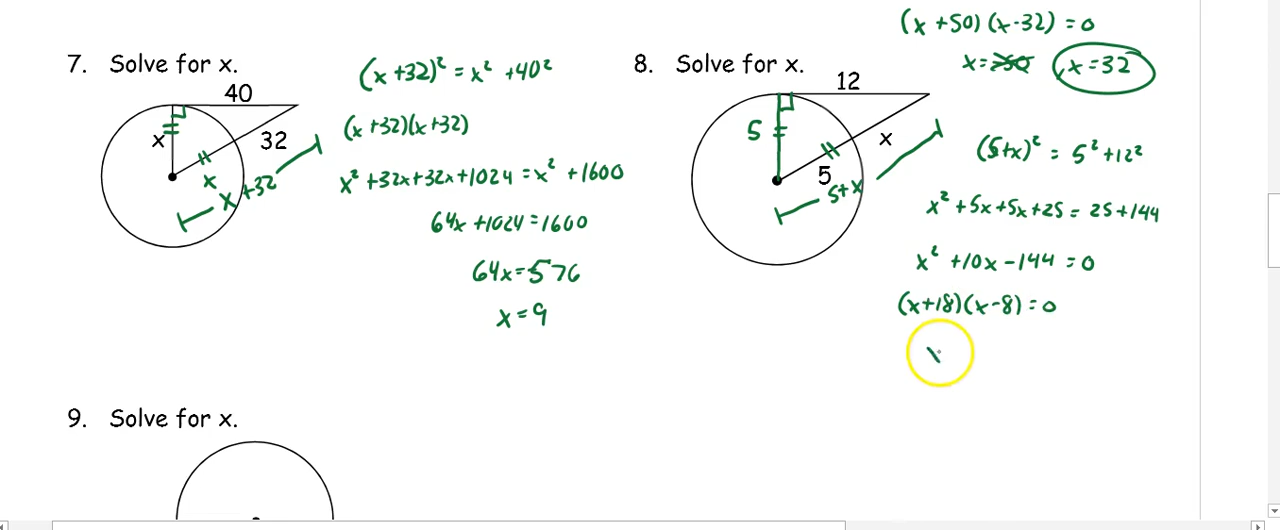 (x +50) (x-32) = 0
x=-50 x=32
7. Solve for x.
40
x
32
x
x +32
(x+32)² = x² +40²
(x+32)(x+32)
x² +32x+32x+1024 = x² +1600
64x +1024 = 1600
64x = 576
x = 9
8. Solve for x.
12
5
x
5
5+x
(5+x)² = 5² +12²
x² +5x+5x+25 = 25+144
x² +10x -144 = 0
(x+18)(x-8) = 0
9. Solve for x.